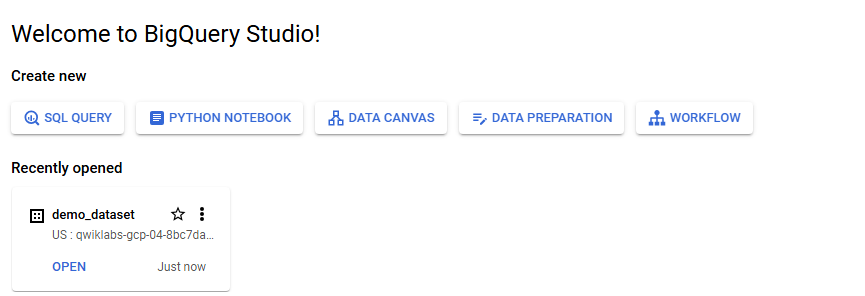 Welcome to BigQuery Studio!
Create new
SQL QUERY PYTHON NOTEBOOK DATA CANVAS DATA PREPARATION WORKFLOW
Recently opened
demo_dataset
US : qwiklabs-gcp-04-8bc7da...
OPEN Just now